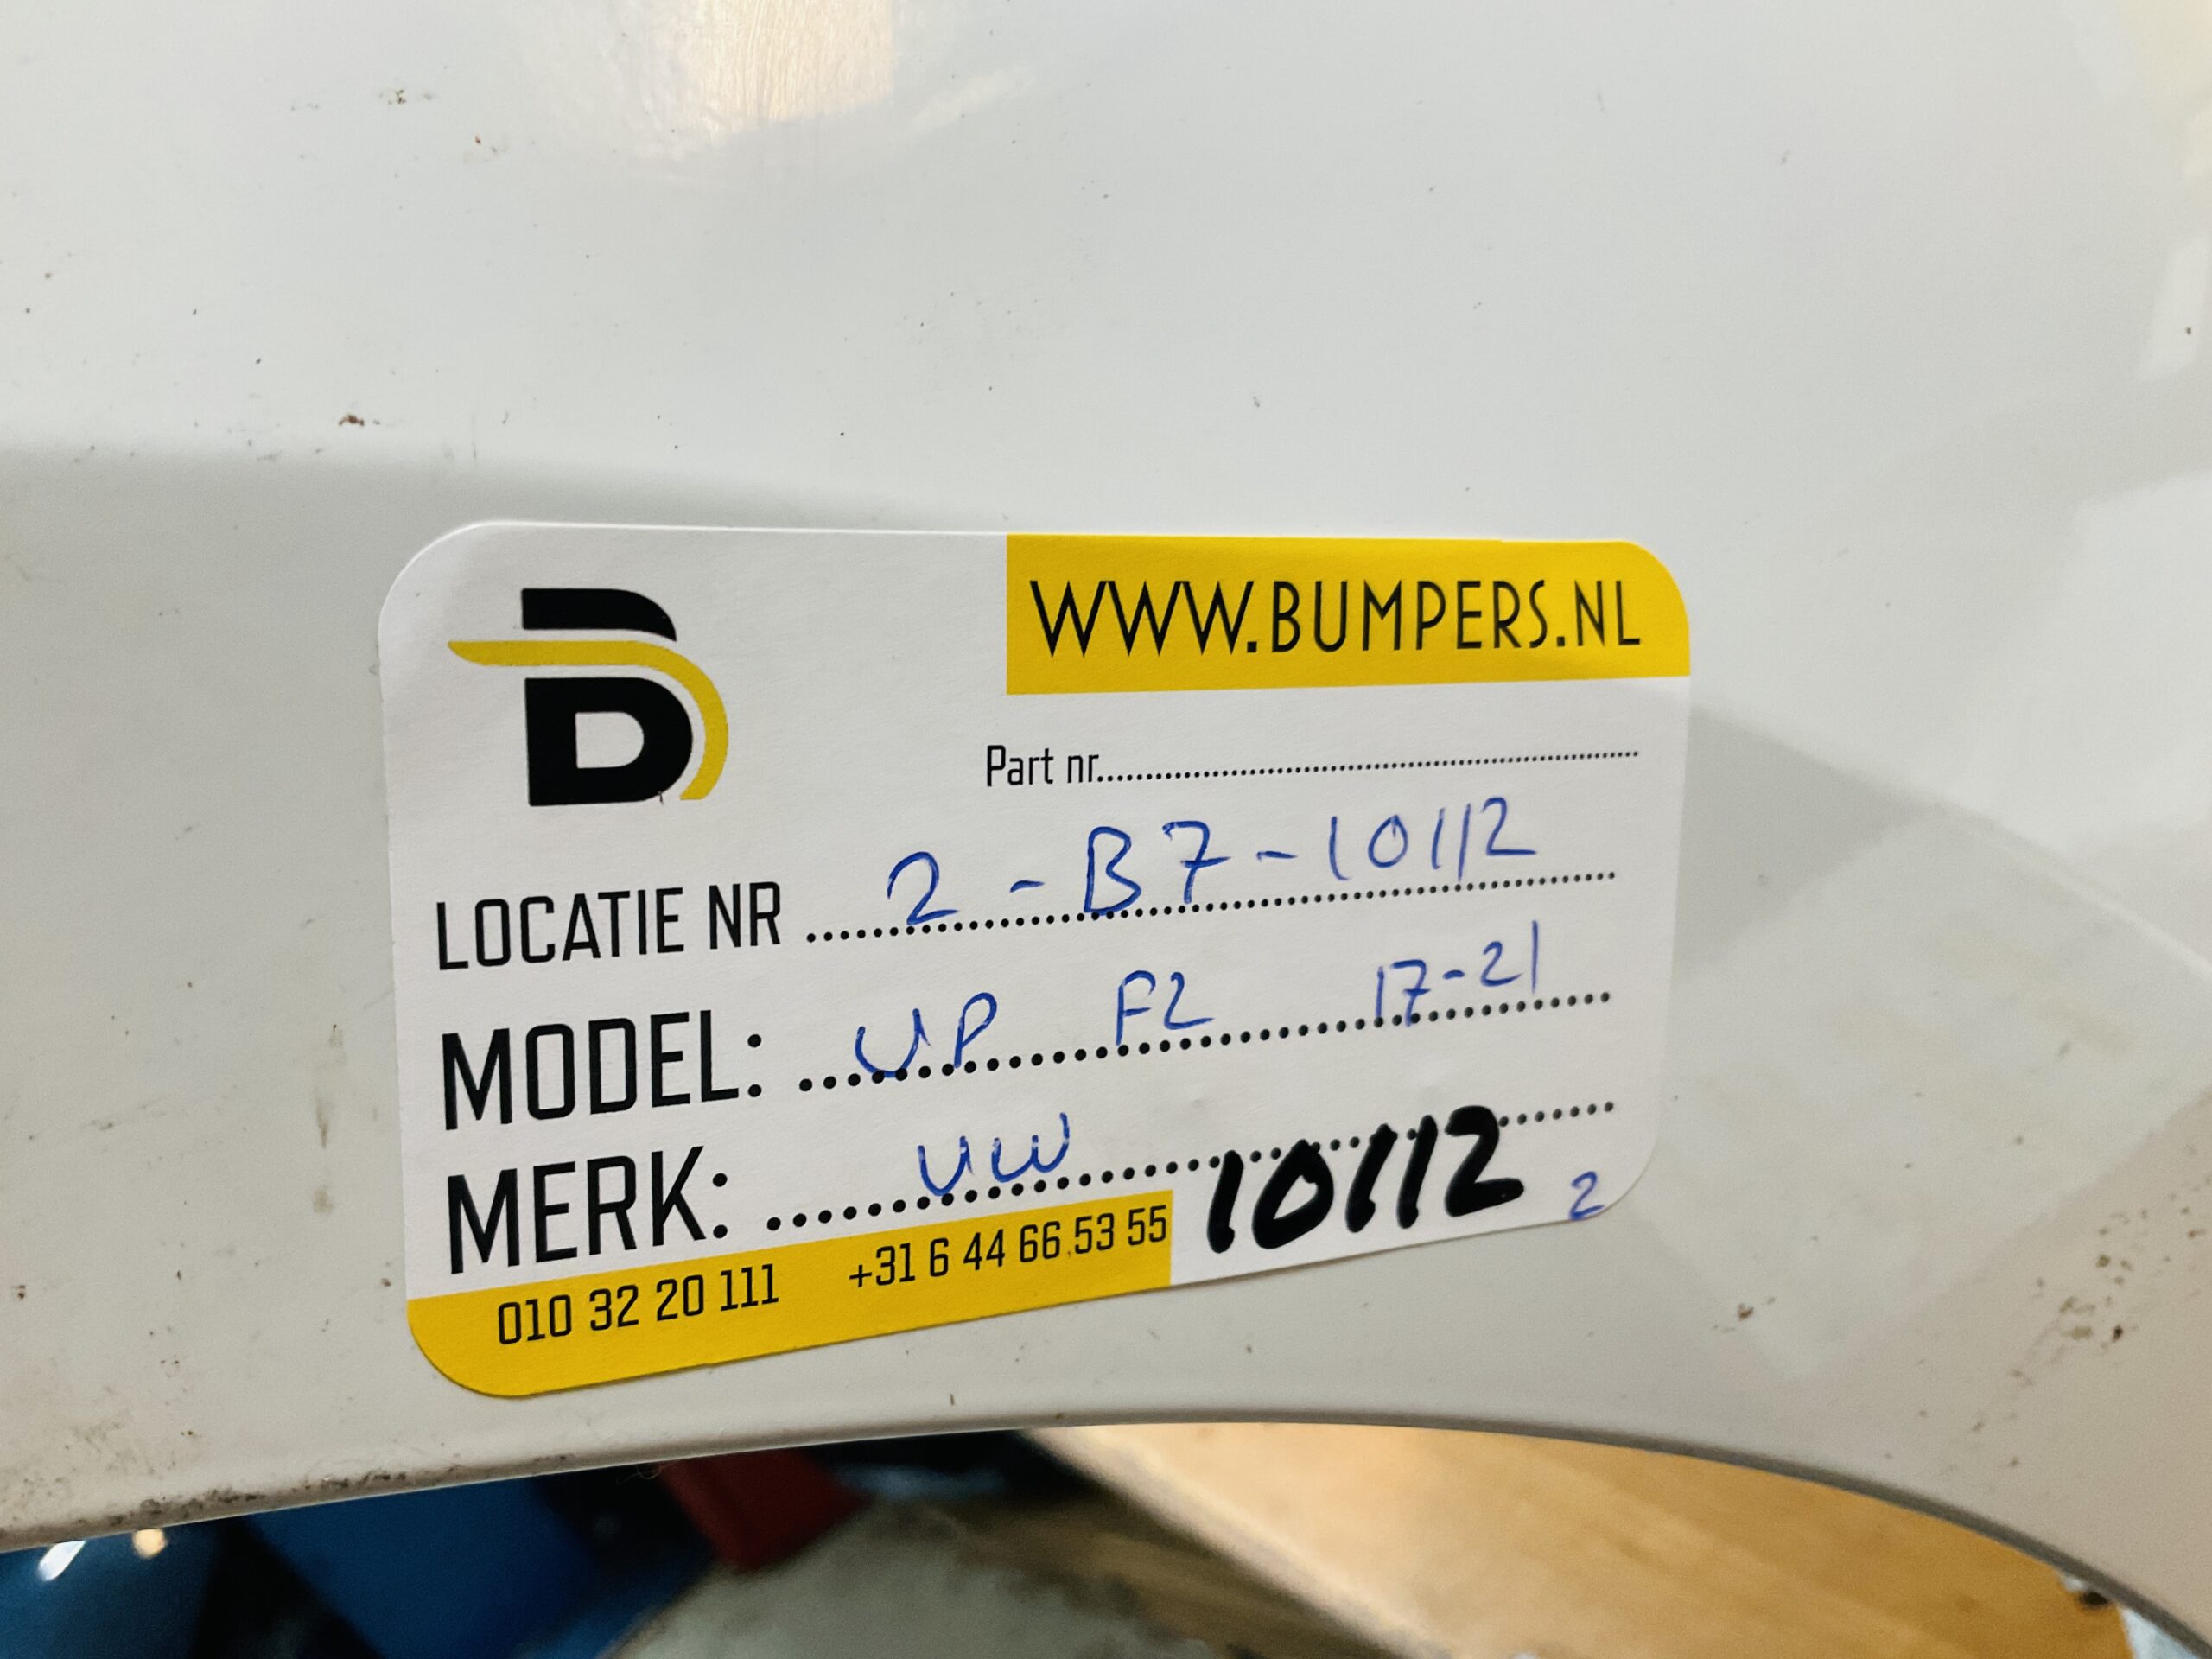 B
WWW.BUMPERS.NL
Part nr..........
LOCATIE NR ..... 2 - B7 - 10112
MODEL: ..... UP F2 17-21
MERK: ..... VW
10112 2
010 32 20 111 +31 6 44 66 53 55